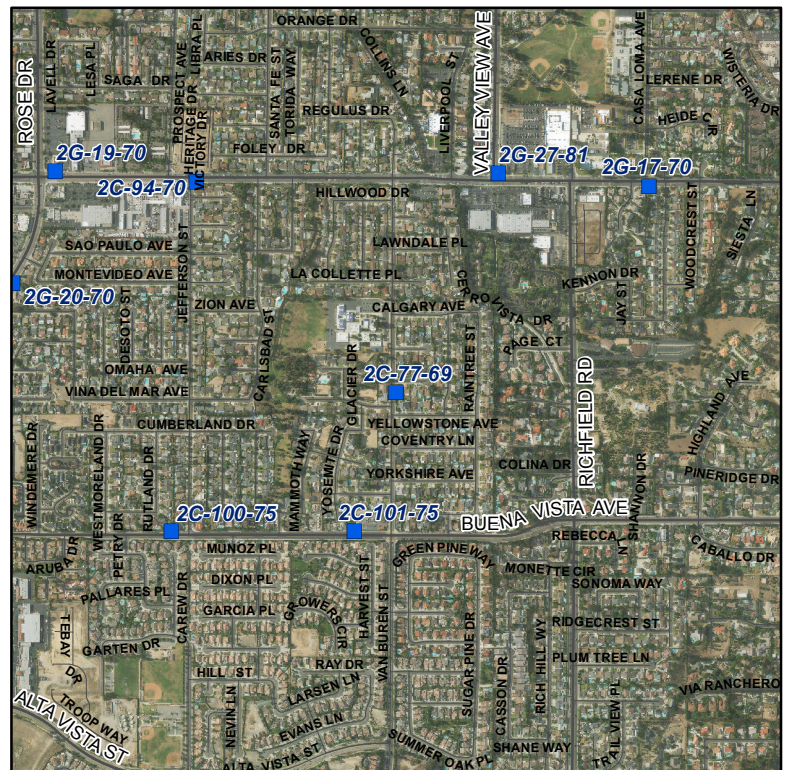 ORANGE DR
ROSE DR
LAVELL DR
LESA PL
PROSPECT AVE
LIBRA PL
ARIES DR
SANTA FE ST
TORIDA WAY
COLLINS LN
LIVERPOOL ST
VALLEY VIEW AVE
CASA LOMA AVE
WISTERIA DR
LERENE DR
SAGA DR
HERITAGE DR
VICTORY DR
REGULUS DR
HEIDE CIR
FOLEY DR
2G-19-70
2C-94-70
2G-27-81
2G-17-70
HILLWOOD DR
WOODCREST ST
SIESTA LN
SAO PAULO AVE
JEFFERSON ST
LAWNDALE PL
MONTEVIDEO AVE
LA COLLETTE PL
CENTRO VISTA DR
KENNON DR
2G-20-70
ZION AVE
CALGARY AVE
JAY ST
DESOTO ST
CARLSBAD ST
GLACIER DR
RAINTREE ST
PAGE CT
OMAHA AVE
2C-77-69
RICHFIELD RD
VINA DEL MAR AVE
HIGHLAND AVE
CUMBERLAND DR
YELLOWSTONE AVE
COVENTRY LN
WINDEMERE DR
WESTMORELAND DR
RUTLAND DR
MAMMOTH WAY
YOSEMITE DR
YORKSHIRE AVE
COLINA DR
SHANNON DR
PINERIDGE DR
2C-100-75
2C-101-75
BUENA VISTA AVE
PETRY DR
MUNOZ PL
GREEN PINE WAY
REBECCA LN
CABALLO DR
ARUBA DR
DIXON PL
MONETTE CIR
SONOMA WAY
PALLARES PL
CAREW DR
GARCIA PL
GROWERS CIR
HARVEST ST
VAN BUREN ST
RIDGECREST ST
TEBAY DR
GARTEN DR
SUGAR PINE DR
CASSON DR
RICH HILL WY
PLUM TREE LN
HILL ST
RAY DR
LARSEN LN
VIA RANCHERO
TROOP WAY
NEVIN LN
EVANS LN
TRAIL VIEW PL
ALTA VISTA ST
ALTA VISTA ST
SUMMER OAK PL
SHANE WAY